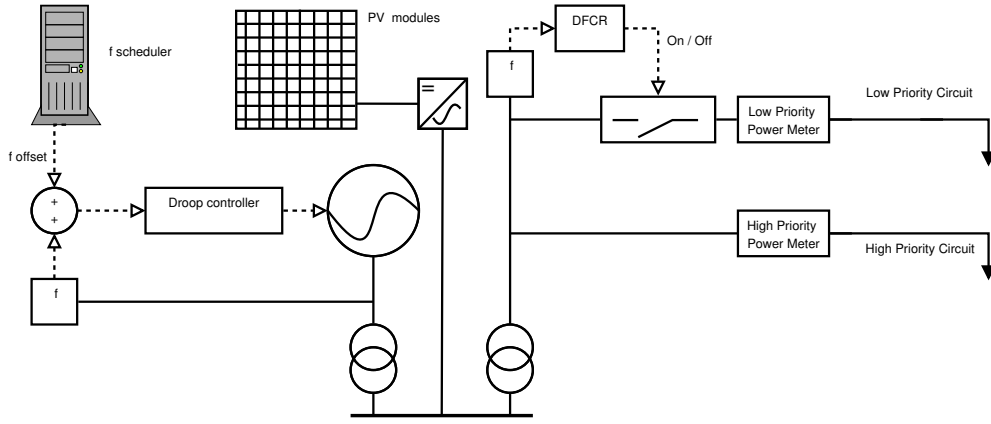 PV modules
DFCR
f scheduler
On / Off
f
Low Priority Circuit
Low Priority
Power Meter
f offset
+
+
Droop controller
High Priority
Power Meter
High Priority Circuit
f